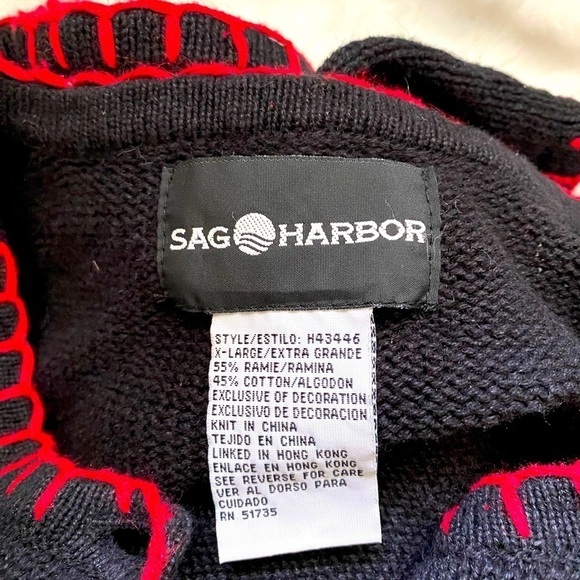 SAG HARBOR
STYLE/ESTILO: H43446
X-LARGE/EXTRA GRANDE
55% RAMIE/RAMINA
45% COTTON/ALGODON
EXCLUSIVE OF DECORATION
EXCLUSIVO DE DECORACION
KNIT IN CHINA
TEJIDO EN CHINA
LINKED IN HONG KONG
ENLACE EN HONG KONG
SEE REVERSE FOR CARE
VER AL DORSO PARA
CUIDADO
RN 51735